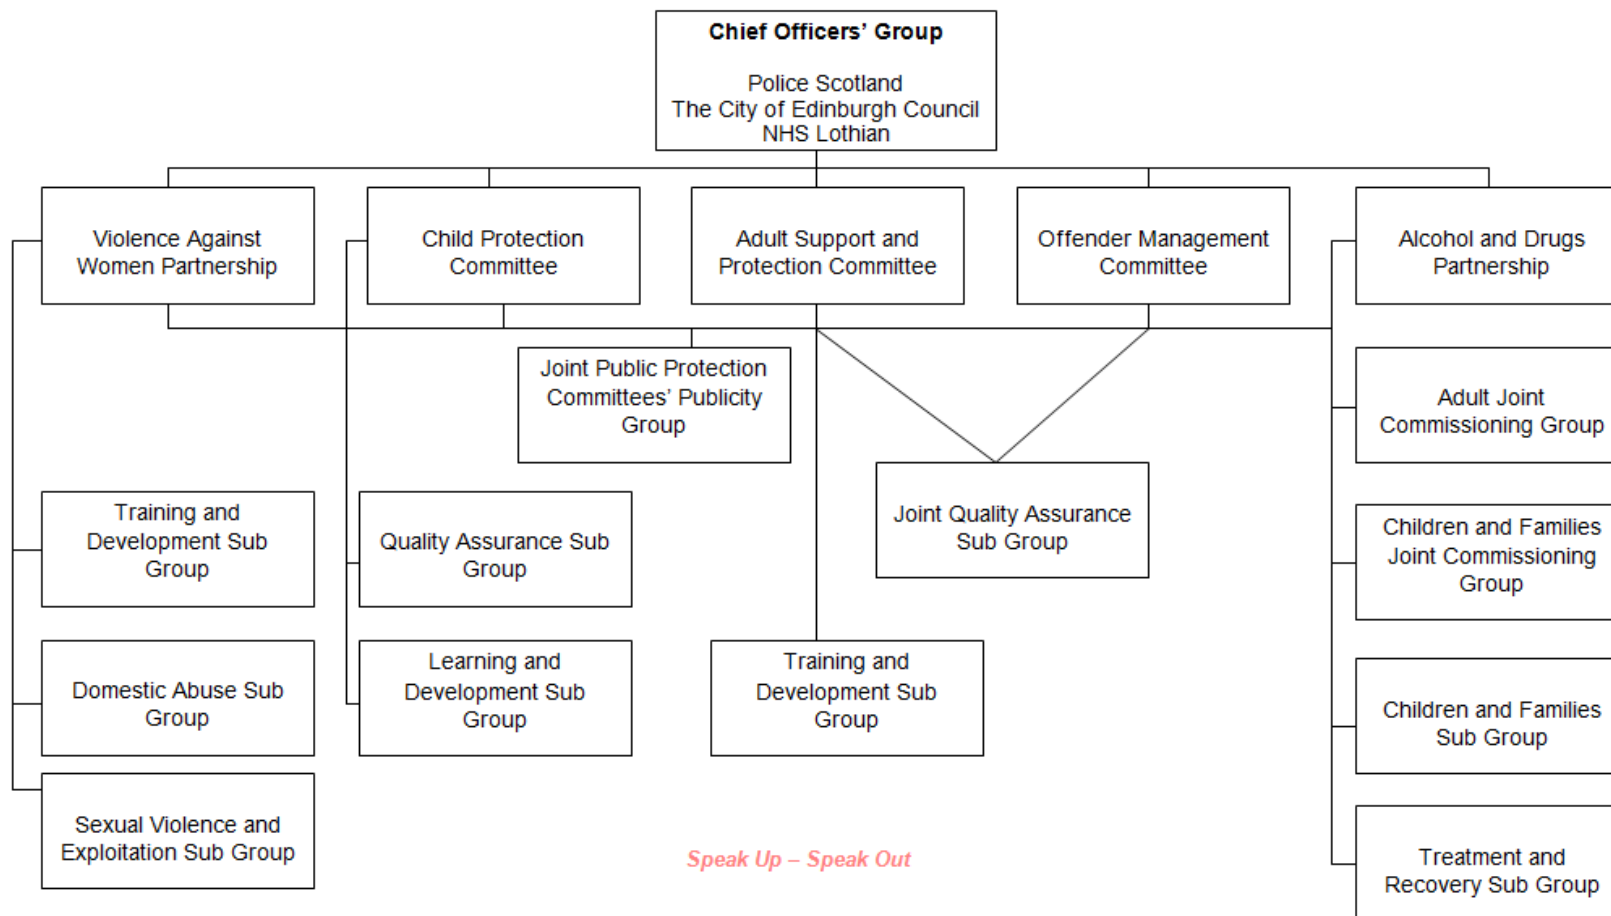 Chief Officers’ Group
Police Scotland
The City of Edinburgh Council
NHS Lothian
Violence Against
Women Partnership
Child Protection
Committee
Adult Support and
Protection Committee
Offender Management
Committee
Alcohol and Drugs
Partnership
Joint Public Protection
Committees’ Publicity
Group
Adult Joint
Commissioning Group
Training and
Development Sub
Group
Quality Assurance Sub
Group
Joint Quality Assurance
Sub Group
Children and Families
Joint Commissioning
Group
Domestic Abuse Sub
Group
Learning and
Development Sub
Group
Training and
Development Sub
Group
Children and Families
Sub Group
Sexual Violence and
Exploitation Sub Group
Speak Up – Speak Out
Treatment and
Recovery Sub Group